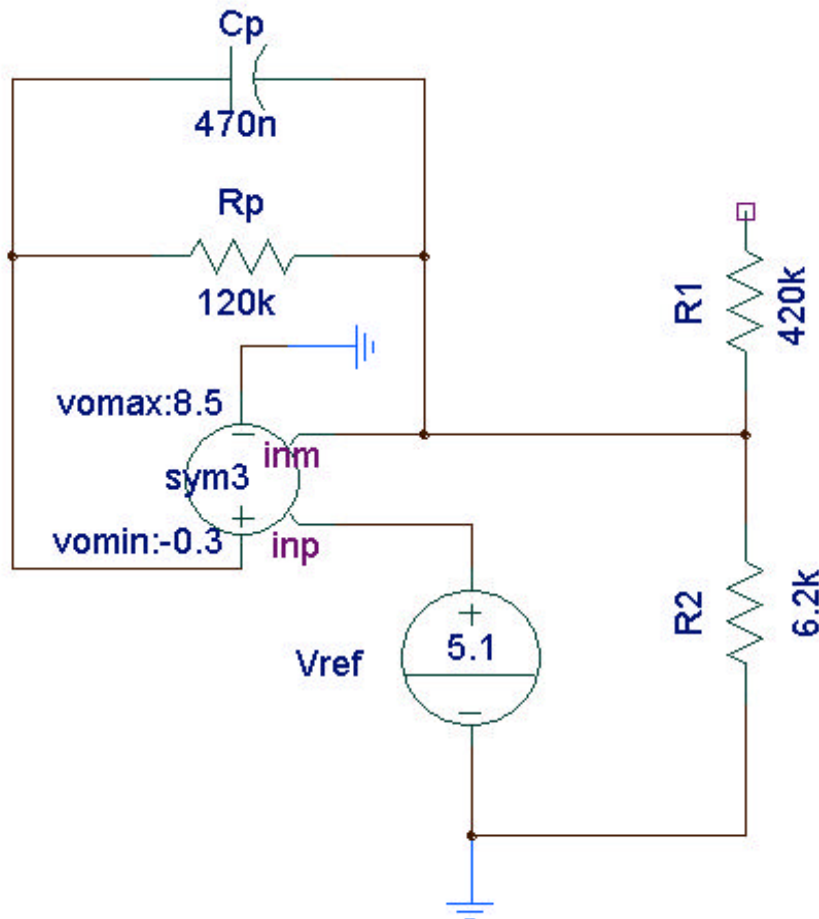 Cp
470n
Rp
120k
R1
420k
vomax:8.5
inm
sym3
vomin:-0.3
inp
R2
6.2k
Vref
5.1